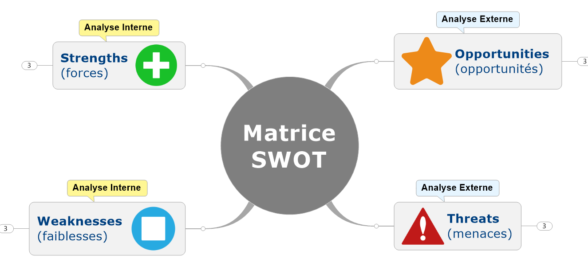 Analyse Interne
Strengths
(forces)
3
Analyse Externe
Opportunities
(opportunités)
3
Matrice
SWOT
Analyse Interne
Weaknesses
(faiblesses)
3
Analyse Externe
Threats
(menaces)
3